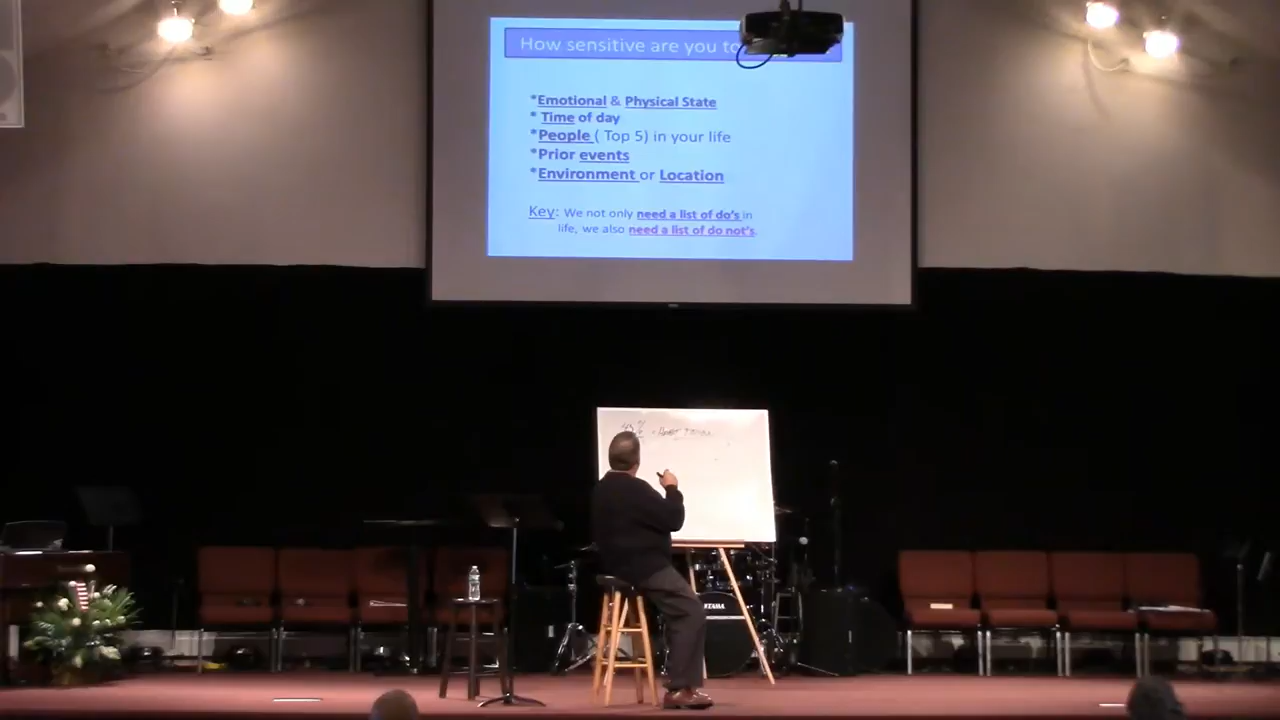 How sensitive are you to
*Emotional & Physical State
* Time of day
*People ( Top 5) in your life
*Prior events
*Environment or Location
Key: We not only need a list of do's in
life, we also need a list of do not's.
TAMA